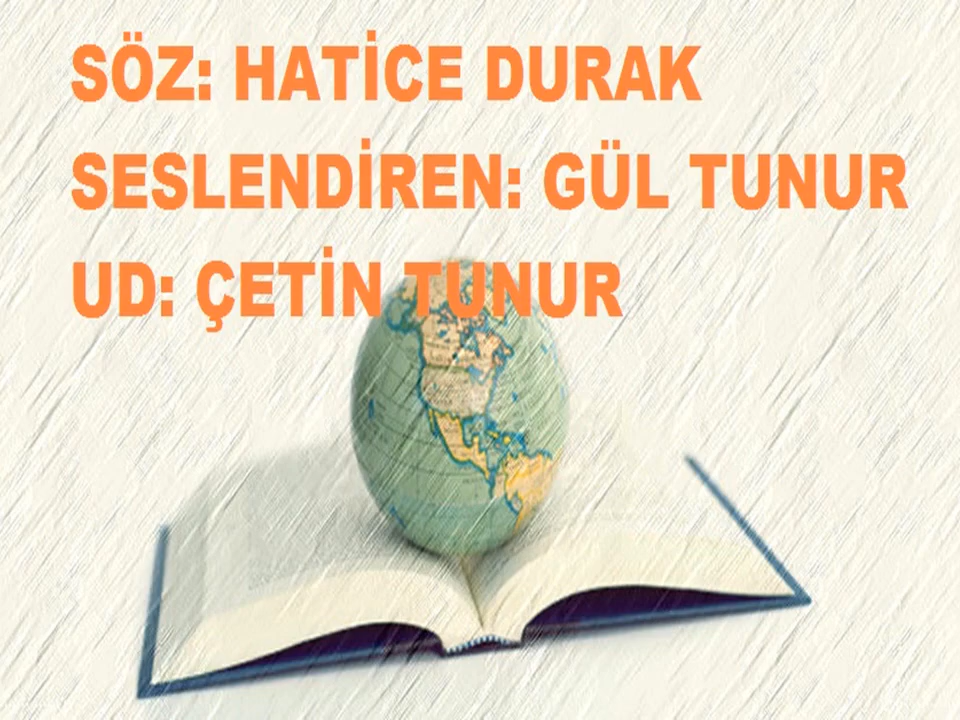 SÖZ: HATİCE DURAK
SESLENDİREN: GÜL TUNUR
UD: ÇETİN TUNUR